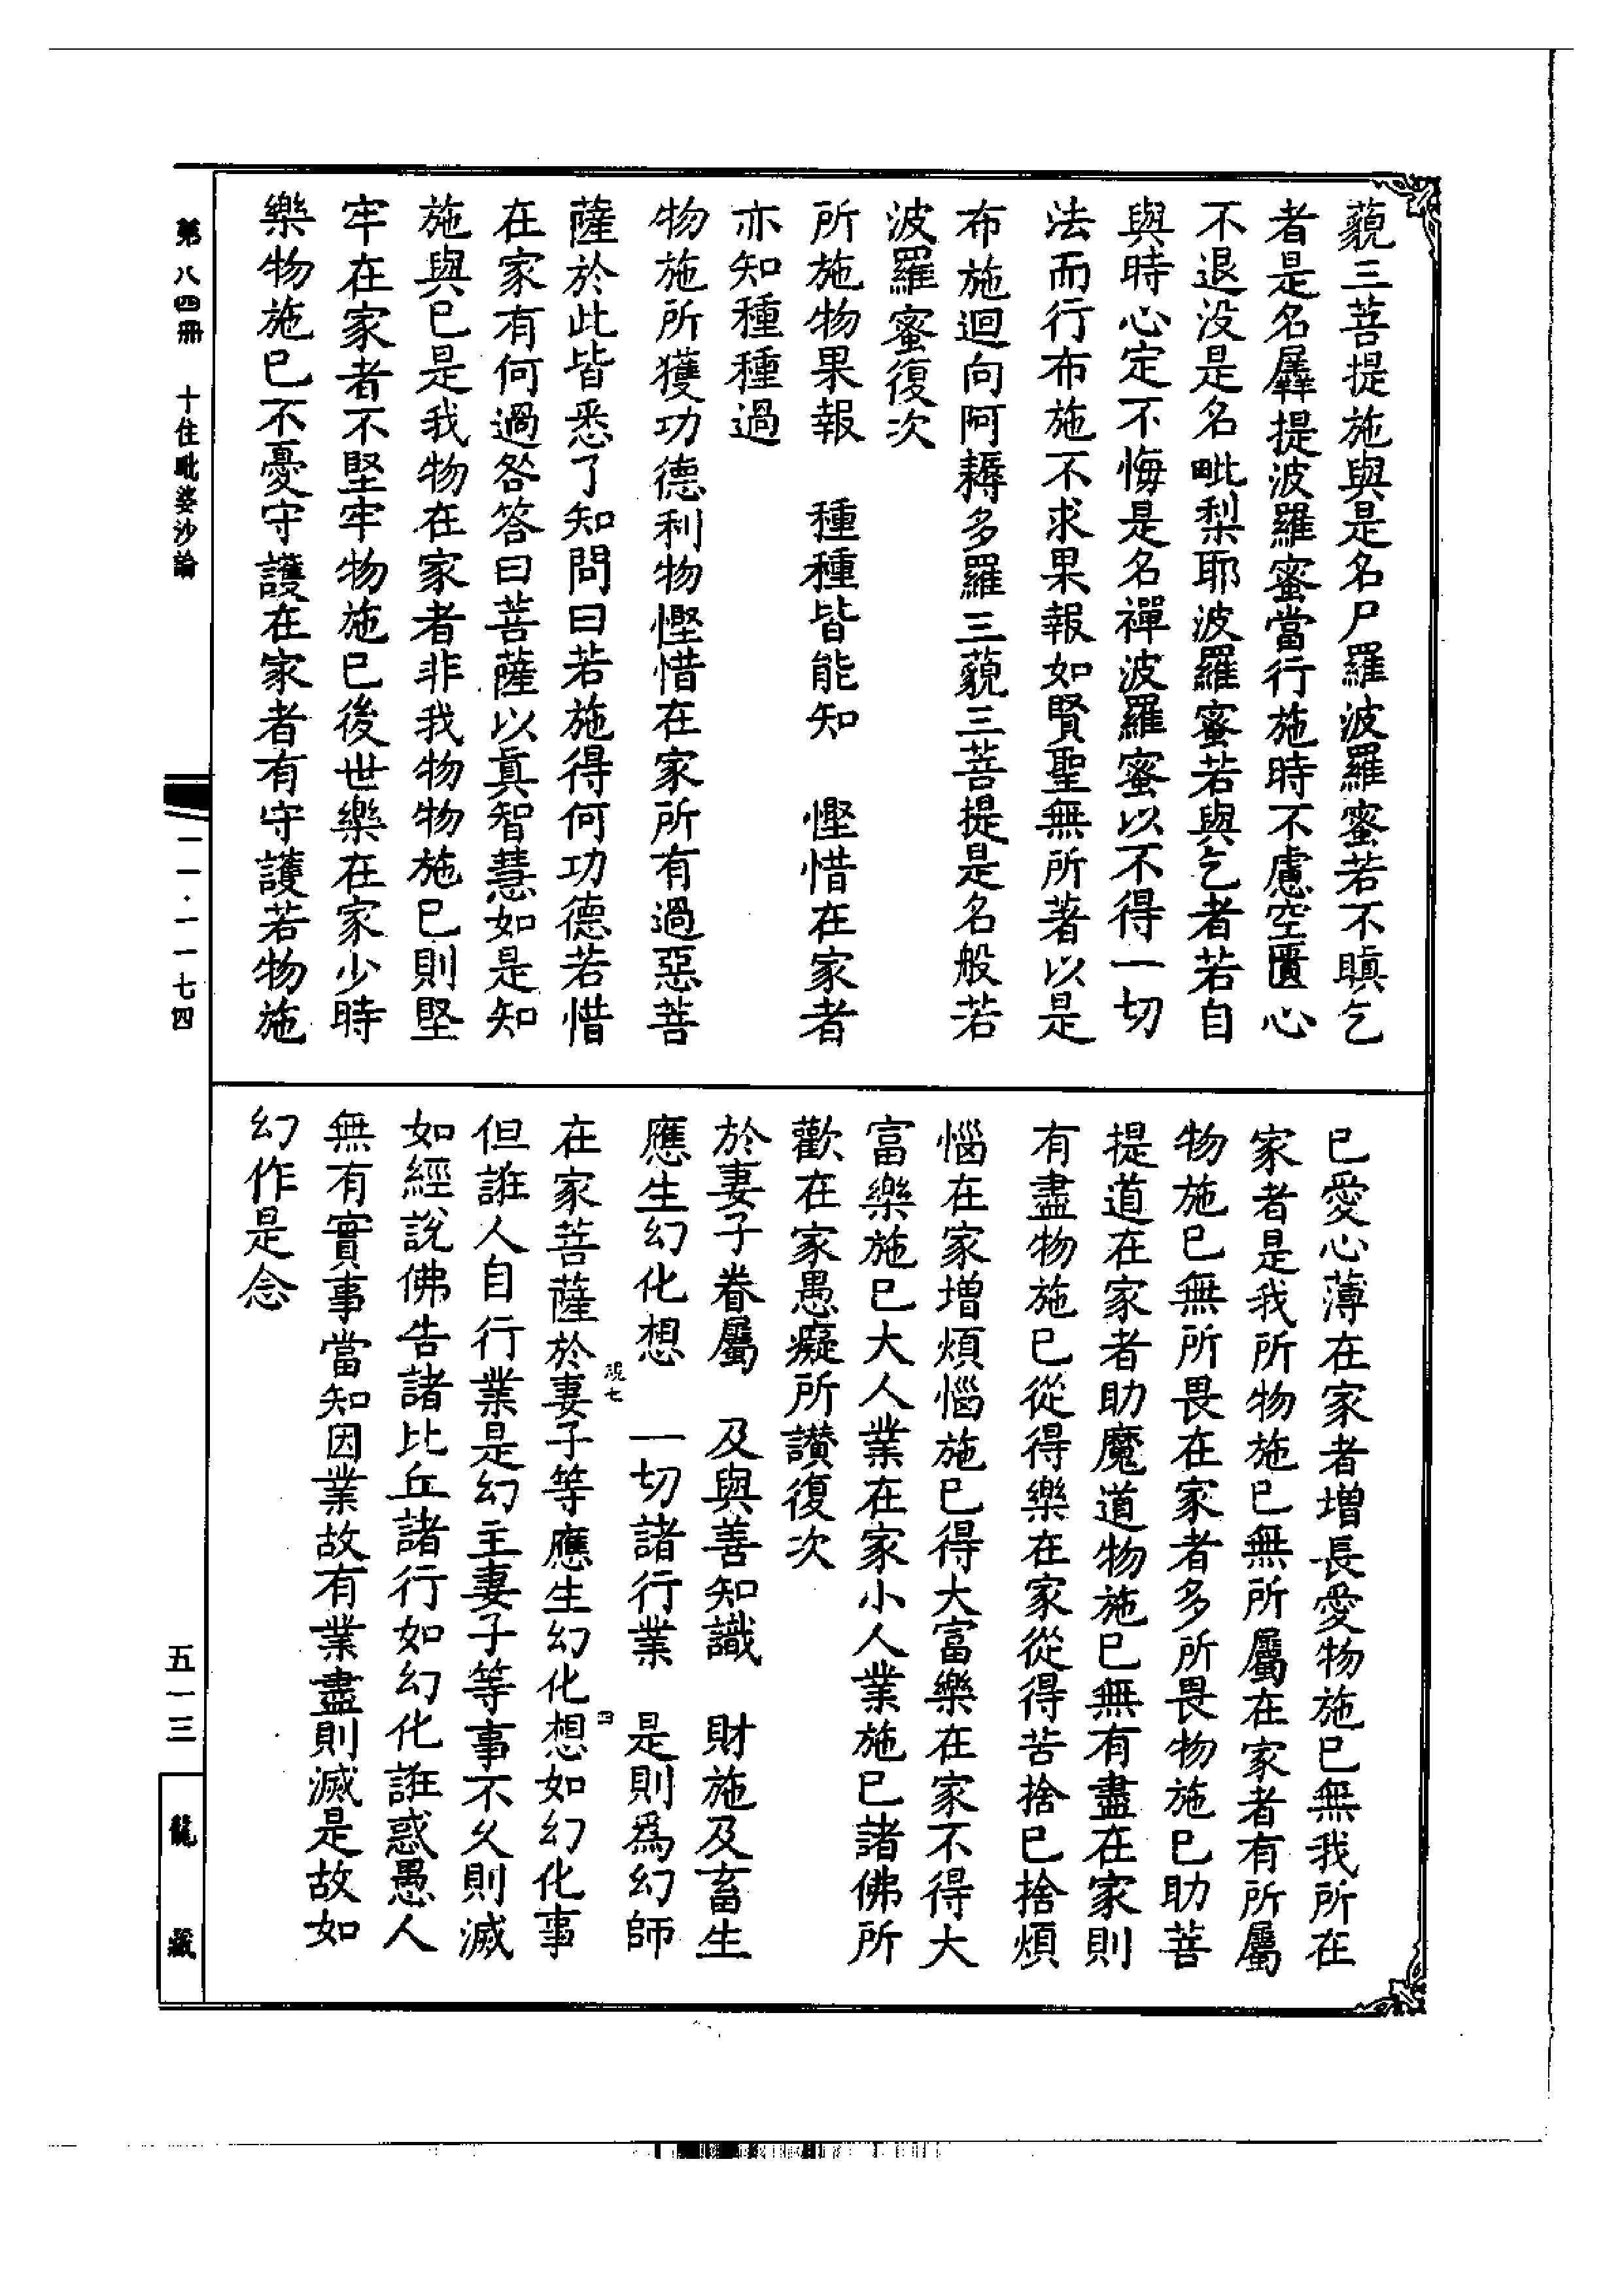 藐三菩提施與是名尸羅波羅蜜若不瞋乞
者是名羼提波羅蜜當行施時不慮空匱心
不退没是名毗梨耶波羅蜜若與乞者若自
與時心定不悔是名禪波羅蜜以不得一切
法而行布施不求果報如賢聖無所著以是
布施迴向阿耨多羅三藐三菩提是名般若
波羅蜜復次
所施物果報　種種皆能知　慳惜在家者
亦知種種過
物施所獲功德利物慳惜在家所有過惡菩
薩於此皆悉了知問曰若施得何功德若惜
在家有何過咎答曰菩薩以真智慧如是知
施與已是我物在家者非我物物施已則堅
牢在家者不堅牢物施已後世樂在家少時
樂物施已不憂守護在家者有守護若物施
已愛心薄在家者增長愛物施已無我所在
家者是我所物施已無所屬在家者有所屬
物施已無所畏在家者多所畏物施已助菩
提道在家者助魔道物施已無有盡在家則
有盡物施已從得樂在家從得苦捨已捨煩
惱在家增煩惱施已得大富樂在家不得大
富樂施已大人業在家小人業施已諸佛所
歡在家愚癡所讃復次
於妻子眷屬　及與善知識　財施及畜生
應生幻化想　一切諸行業　是則爲幻師
在家菩薩於妻子等應生幻化想如幻化事
但誑人自行業是幻主妻子等事不久則滅
如經說佛告諸比丘諸行如幻化誑惑愚人
無有實事當知因業故有業盡則滅是故如
幻作是念
第八四冊　十住毗婆沙論
一一·一一七四
五一三
龍藏